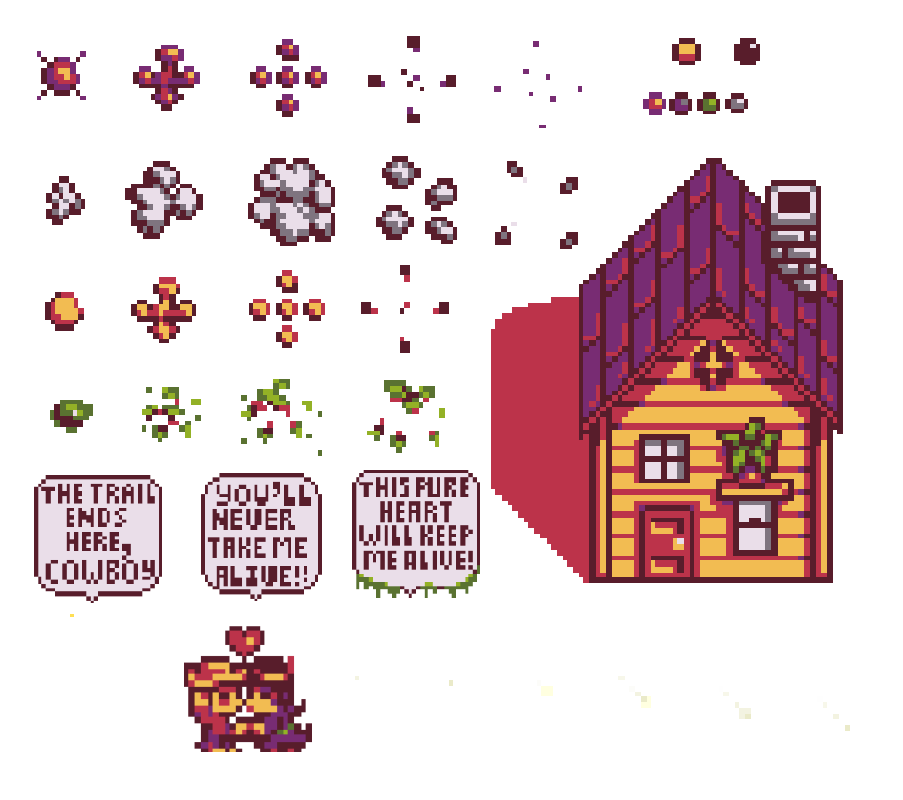 THE TRAIL
ENDS
HERE,
COWBOY
YOU'LL
NEVER
TAKE ME
ALIVE!!
THIS PURE
HEART
WILL KEEP
ME ALIVE!